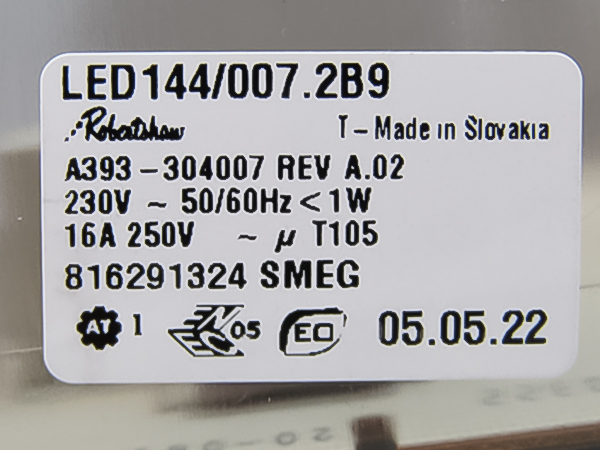 LED144/007.2B9
Robertshaw T - Made in Slovakia
A393-304007 REV A.02
230V ~ 50/60Hz < 1W
16A 250V ~ µ T105
816291324 SMEG
AT 1 ENEC 05 05.05.22